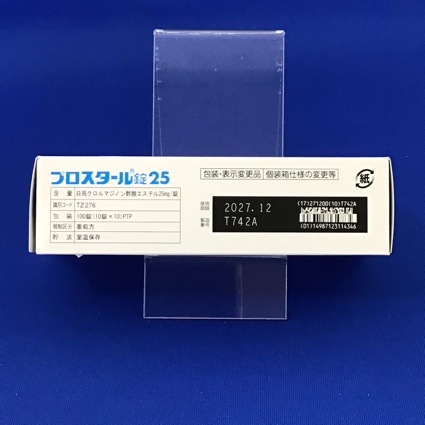 プロスタール®錠25
含量 日局クロルマジノン酢酸エステル25mg/錠
識別コード TZ276
包装 100錠(10錠×10)PTP
規制区分 劇処方
貯法 室温保存
包装・表示変更品 個装箱仕様の変更等
紙
使用期限 2027.12
製造番号 T742A
(17)271200(10)T742A
(01)14987123114346